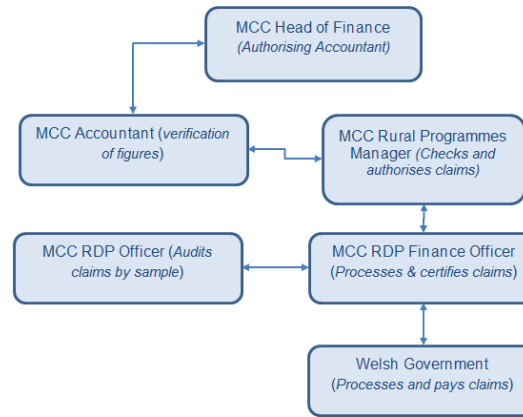 MCC Head of Finance
(Authorising Accountant)
MCC Accountant (verification
of figures)
MCC Rural Programmes
Manager (Checks and
authorises claims)
MCC RDP Officer (Audits
claims by sample)
MCC RDP Finance Officer
(Processes & certifies claims)
Welsh Government
(Processes and pays claims)